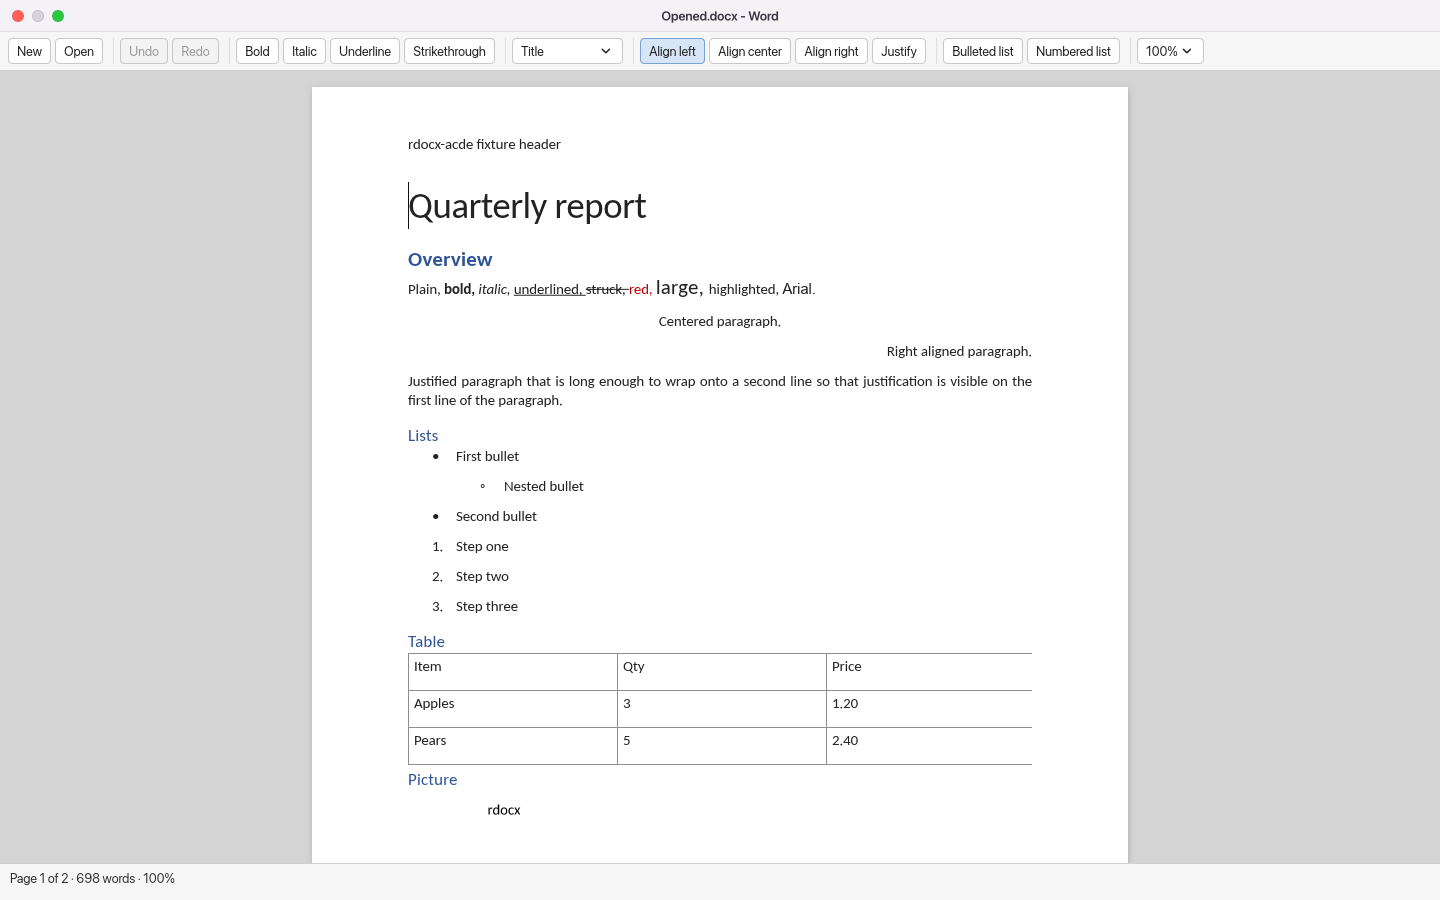 Opened.docx - Word
New Open Undo Redo Bold Italic Underline Strikethrough Title Align left Align center Align right Justify Bulleted list Numbered list 100%
rdocx-acde fixture header
Quarterly report
Overview
Plain, bold, italic, underlined, struck, red, large, highlighted, Arial.
Centered paragraph.
Right aligned paragraph.
Justified paragraph that is long enough to wrap onto a second line so that justification is visible on the
first line of the paragraph.
Lists
• First bullet
◦ Nested bullet
• Second bullet
1. Step one
2. Step two
3. Step three
Table
Item Qty Price
Apples 3 1.20
Pears 5 2.40
Picture
rdocx
Page 1 of 2 · 698 words · 100%